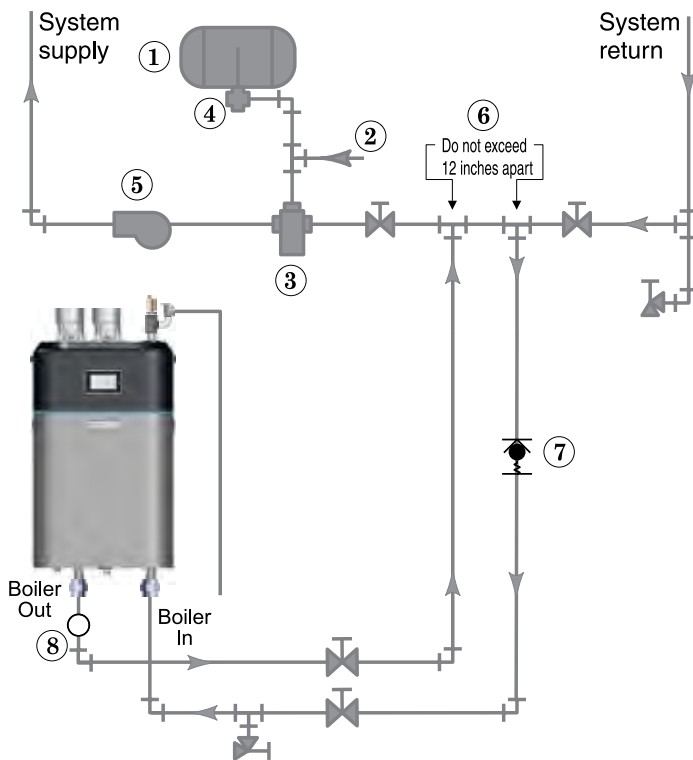 System
supply
System
return
1
2
4
6
Do not exceed
12 inches apart
5
3
7
Boiler
Out
Boiler
In
8